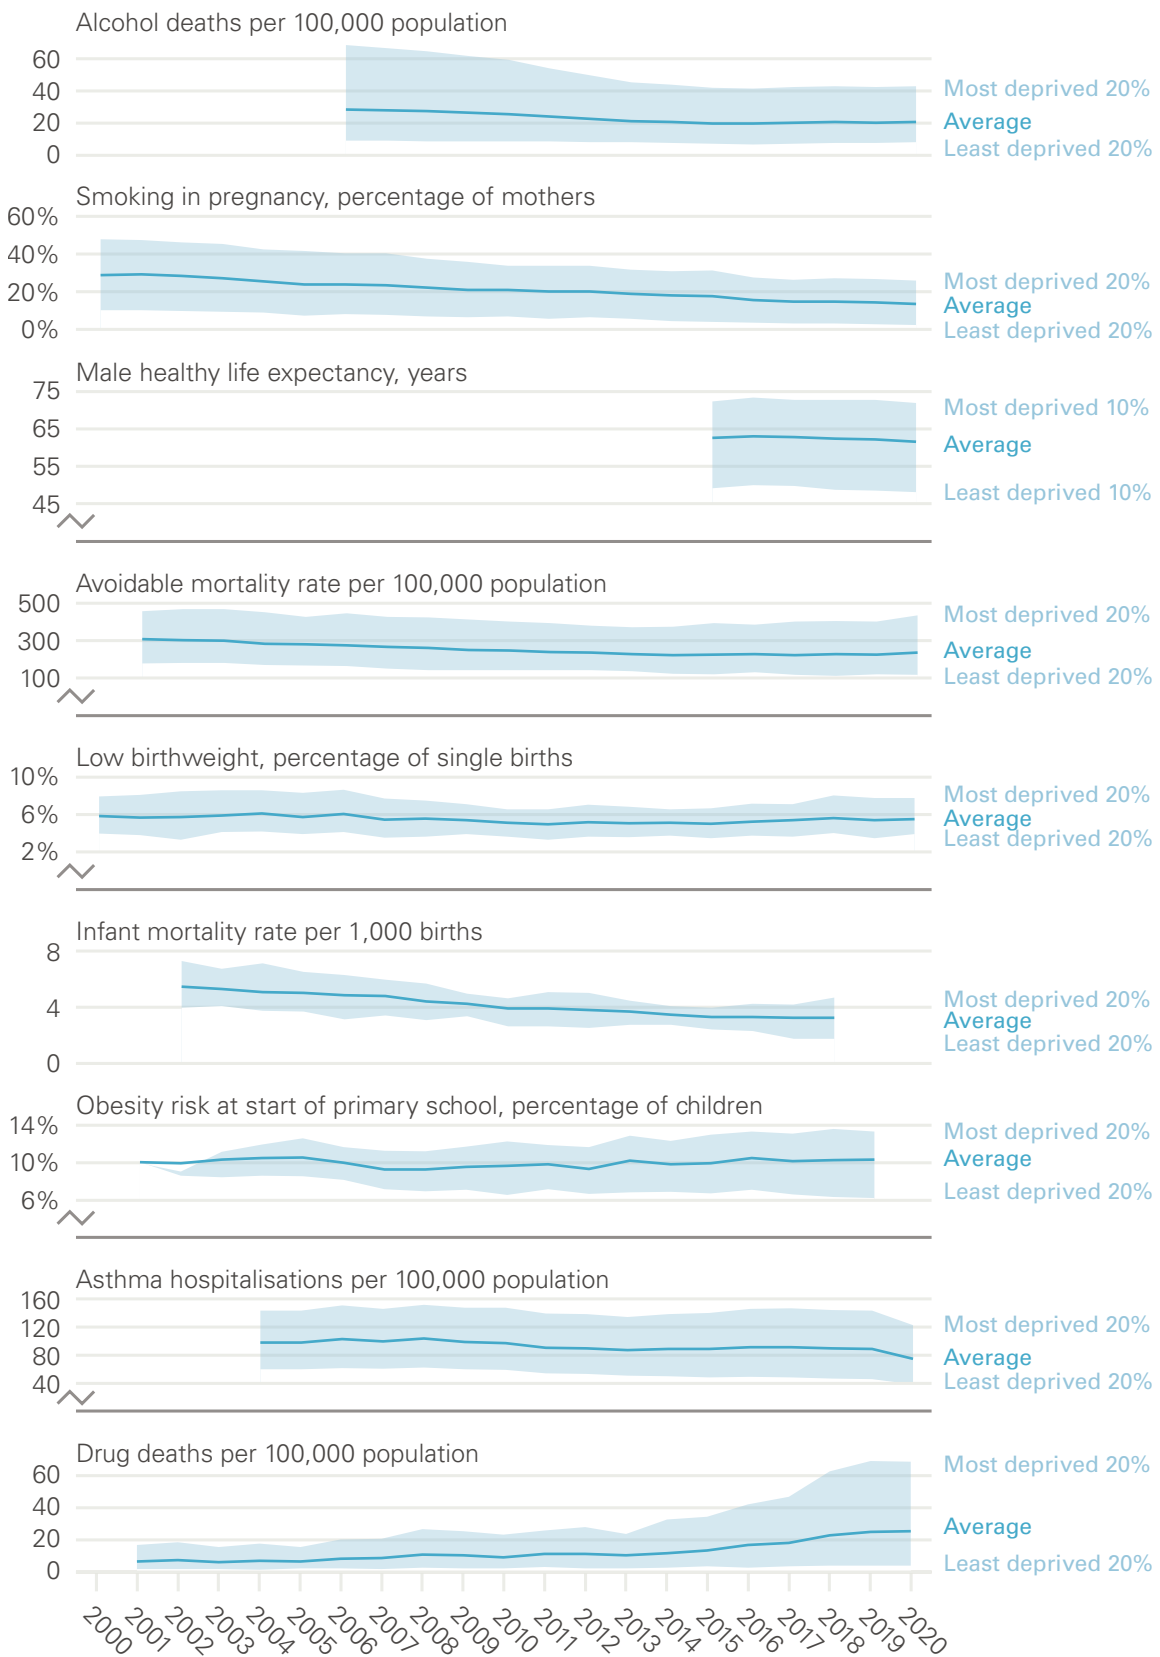 Alcohol deaths per 100,000 population
60
40
20
0
Most deprived 20%
Average
Least deprived 20%
Smoking in pregnancy, percentage of mothers
60%
40%
20%
0%
Most deprived 20%
Average
Least deprived 20%
Male healthy life expectancy, years
75
65
55
45
Most deprived 10%
Average
Least deprived 10%
Avoidable mortality rate per 100,000 population
500
300
100
Most deprived 20%
Average
Least deprived 20%
Low birthweight, percentage of single births
10%
6%
2%
Most deprived 20%
Average
Least deprived 20%
Infant mortality rate per 1,000 births
8
4
0
Most deprived 20%
Average
Least deprived 20%
Obesity risk at start of primary school, percentage of children
14%
10%
6%
Most deprived 20%
Average
Least deprived 20%
Asthma hospitalisations per 100,000 population
160
120
80
40
Most deprived 20%
Average
Least deprived 20%
Drug deaths per 100,000 population
60
40
20
0
Most deprived 20%
Average
Least deprived 20%
2000
2001
2002
2003
2004
2005
2006
2007
2008
2009
2010
2011
2012
2013
2014
2015
2016
2017
2018
2019
2020